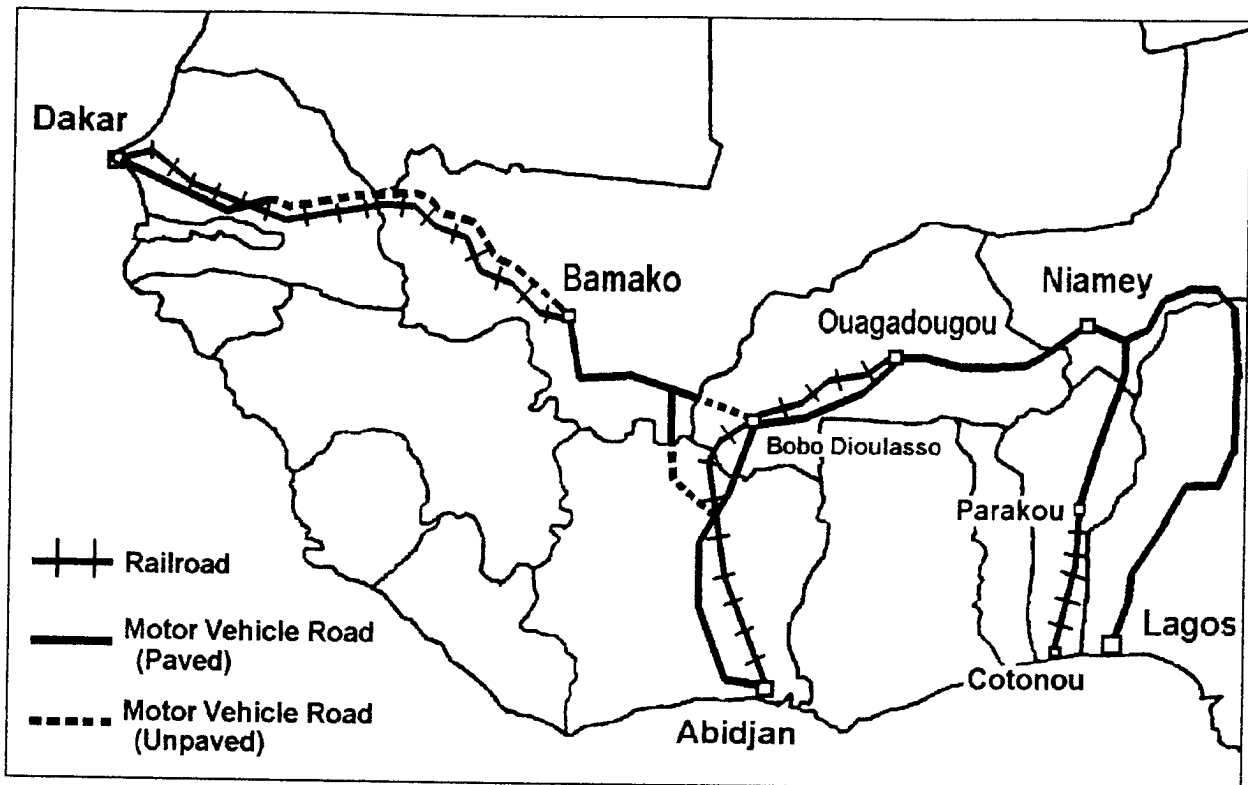 Dakar
Bamako
Niamey
Ouagadougou
Bobo Dioulasso
Parakou
Railroad
Motor Vehicle Road
(Paved)
Lagos
Cotonou
Motor Vehicle Road
(Unpaved)
Abidjan